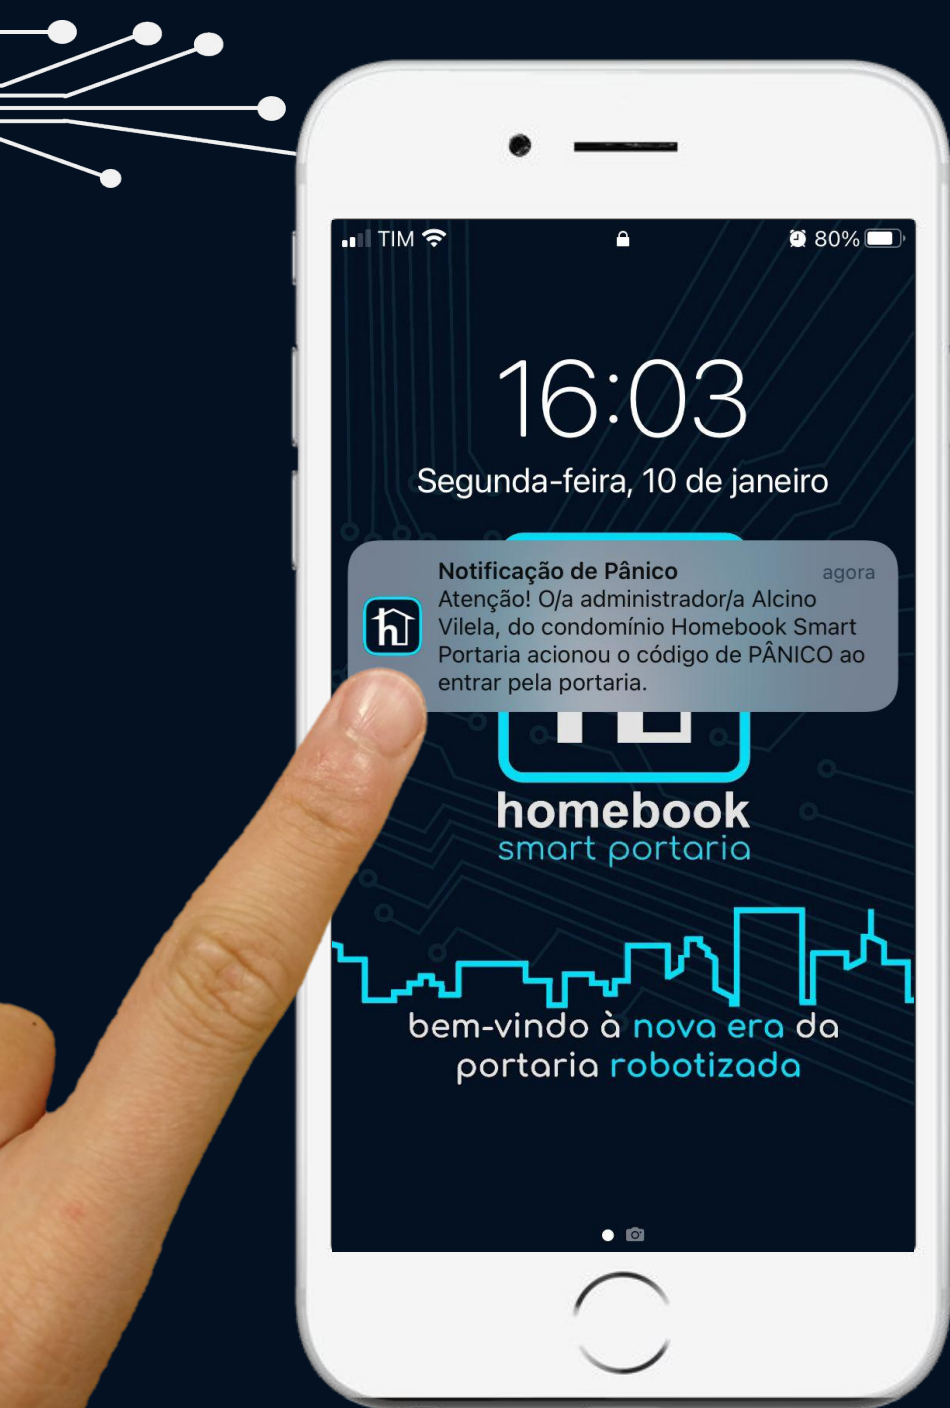 TIM
80%
16:03
Segunda-feira, 10 de janeiro
Notificação de Pânico agora
Atenção! O/a administrador/a Alcino
Vilela, do condomínio Homebook Smart
Portaria acionou o código de PÂNICO ao
entrar pela portaria.
homebook
smart portaria
bem-vindo à nova era da
portaria robotizada